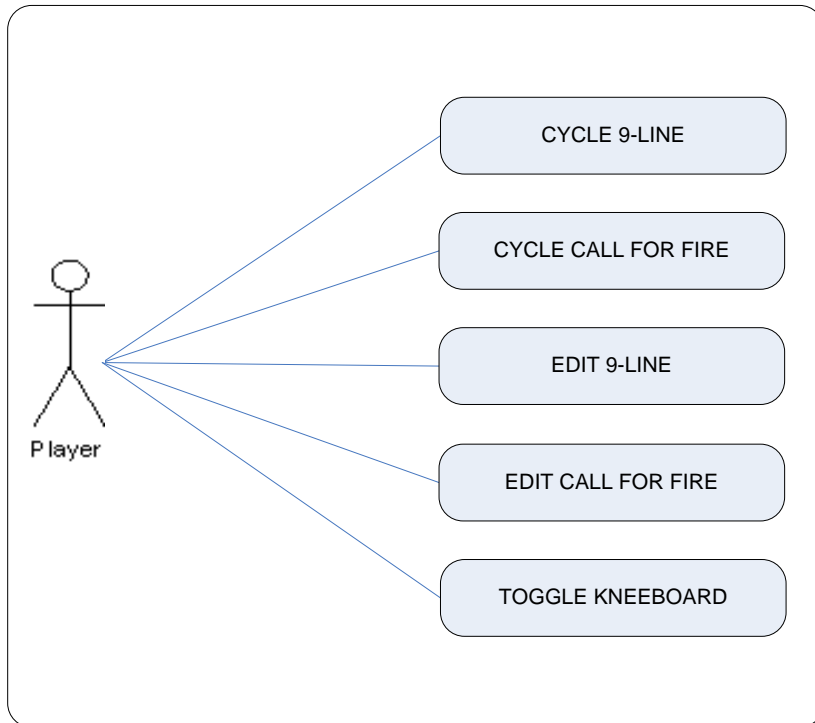 CYCLE 9-LINE
CYCLE CALL FOR FIRE
EDIT 9-LINE
Player
EDIT CALL FOR FIRE
TOGGLE KNEEBOARD